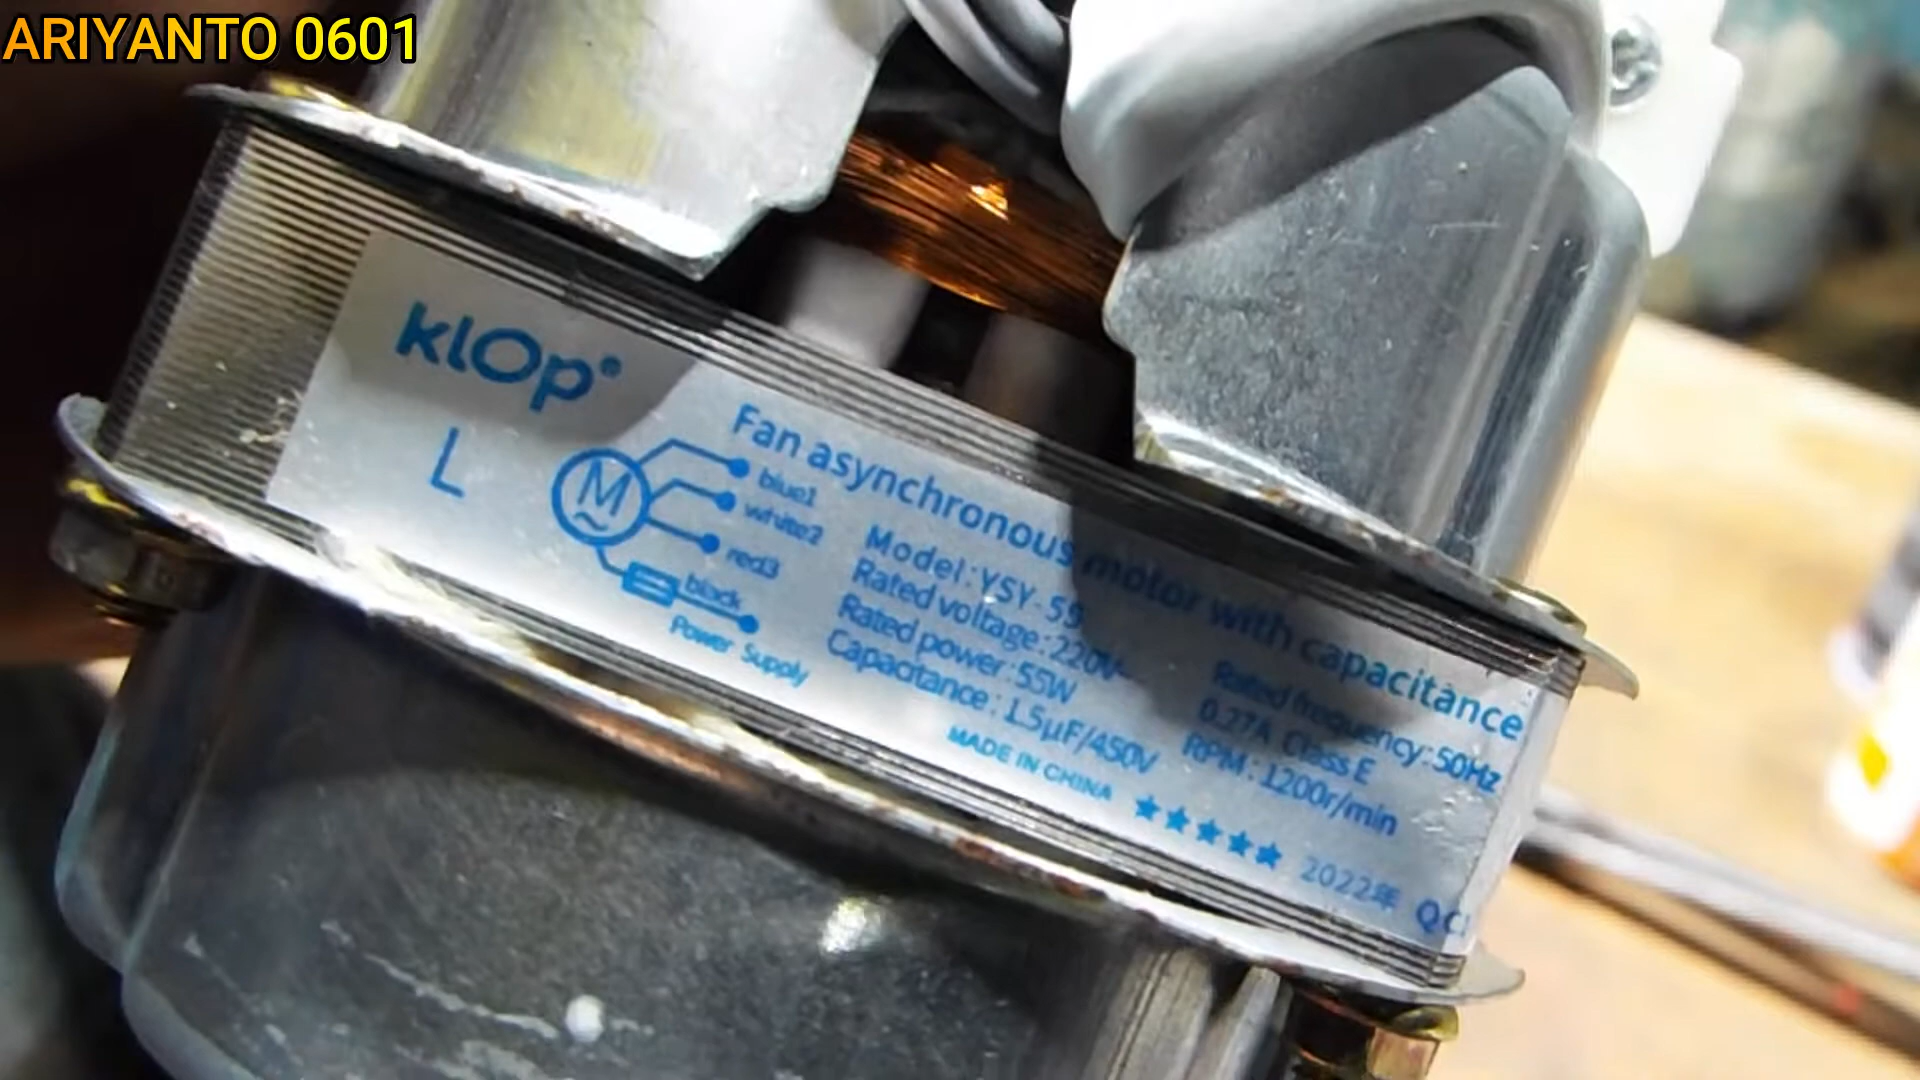 ARIYANTO 0601
klOp®
L
M
blue1
white2
red3
black
Power Supply
Fan asynchronous motor with capacitance
Model:YSY-55
Rated voltage:220V~
Rated power:55W
Capacitance:1.5μF/450V
Rated frequency:50Hz
0.27A Class E
RPM:1200r/min
MADE IN CHINA
★★★★★ 2022年